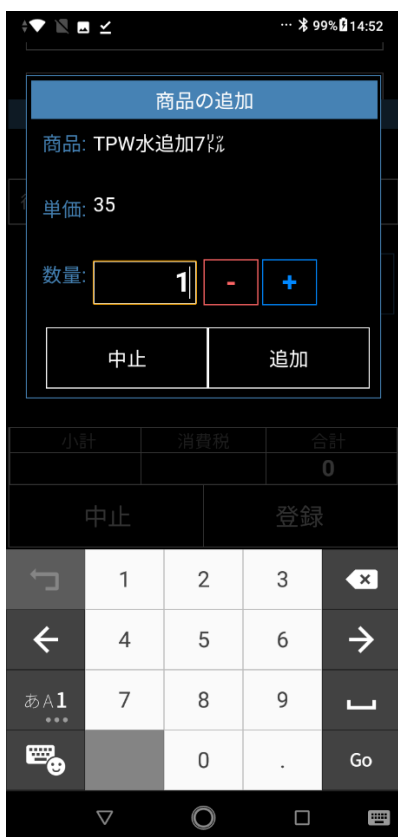 … 99% 14:52
商品の追加
商品: TPW水追加7㍑
単価: 35
数量: 1 - +
中止 追加
小計 消費税 合計
0
中止 登録
1 2 3
4 5 6
あA1 7 8 9
0 . Go